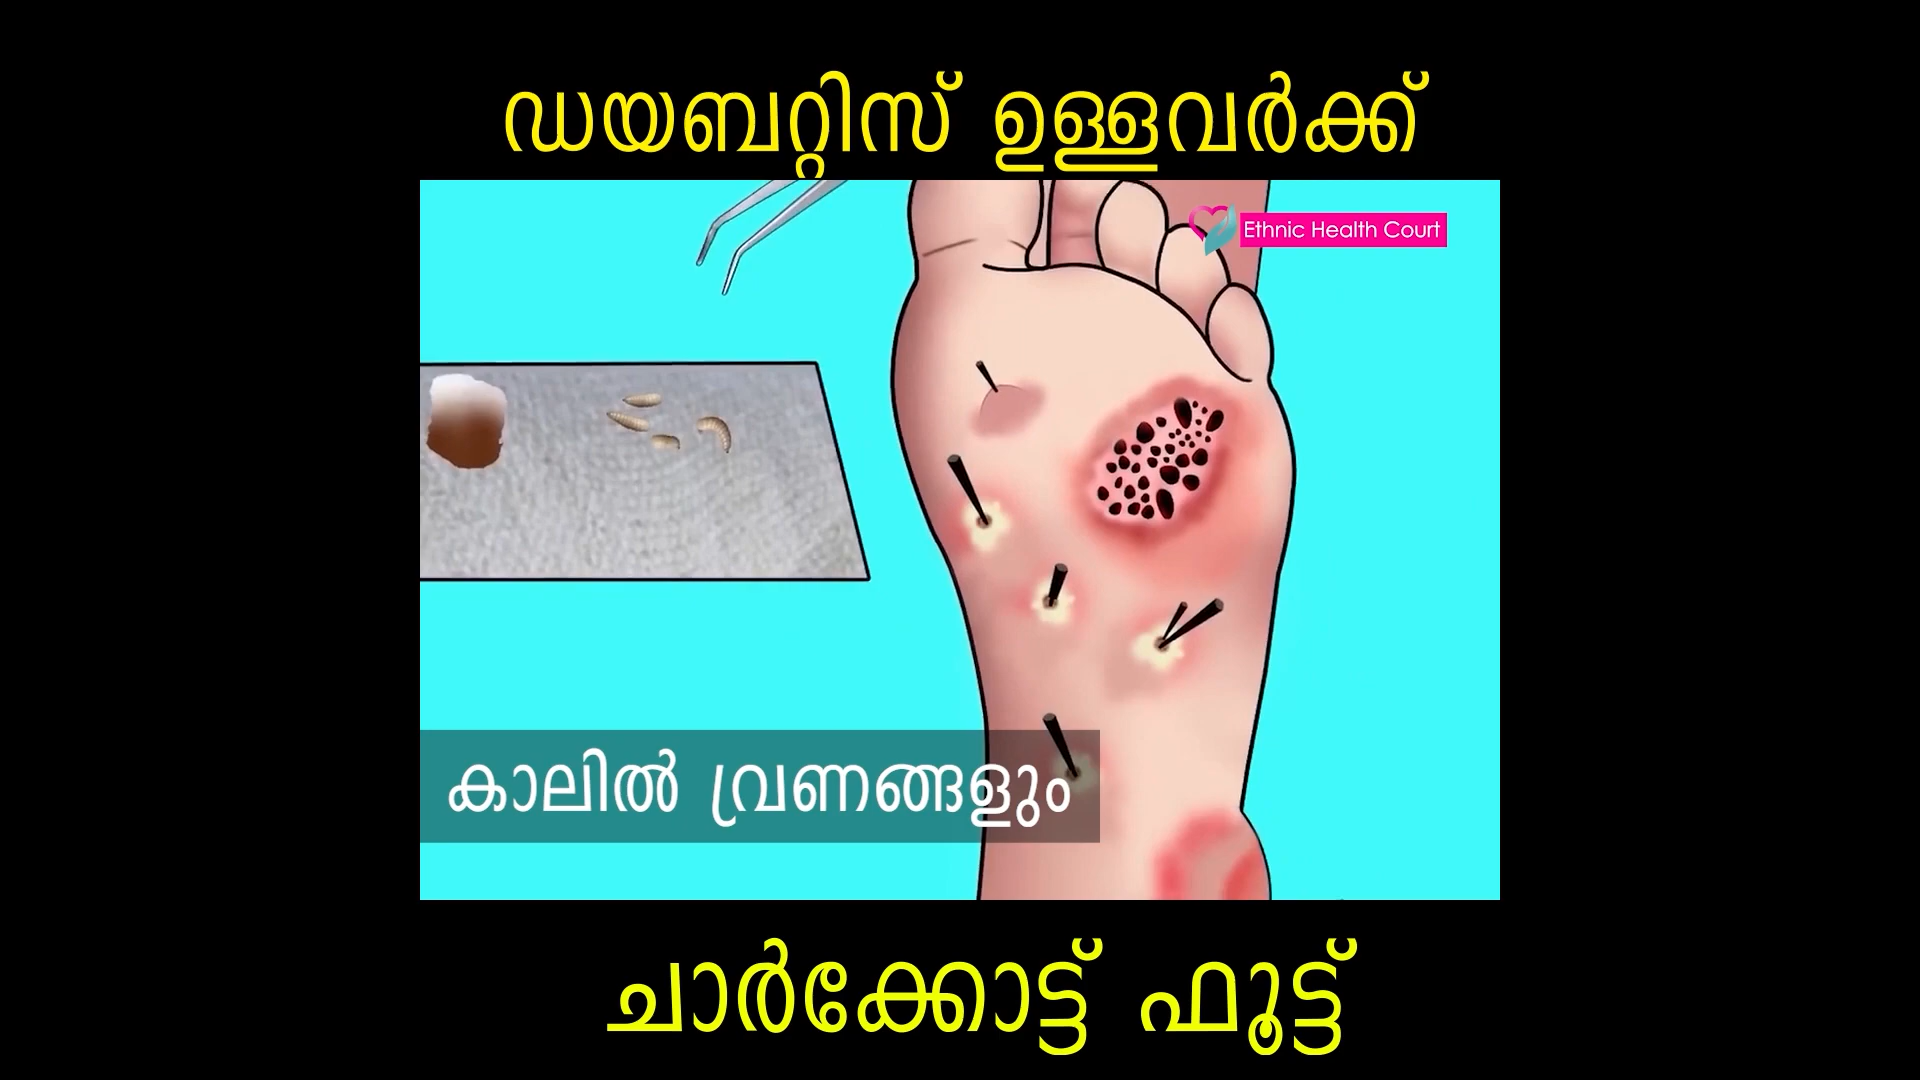 ഡയബറ്റിസ് ഉള്ളവർക്ക്
Ethnic Health Court
കാലിൽ വ്രണങ്ങളും
ചാർക്കോട്ട് ഫൂട്ട്